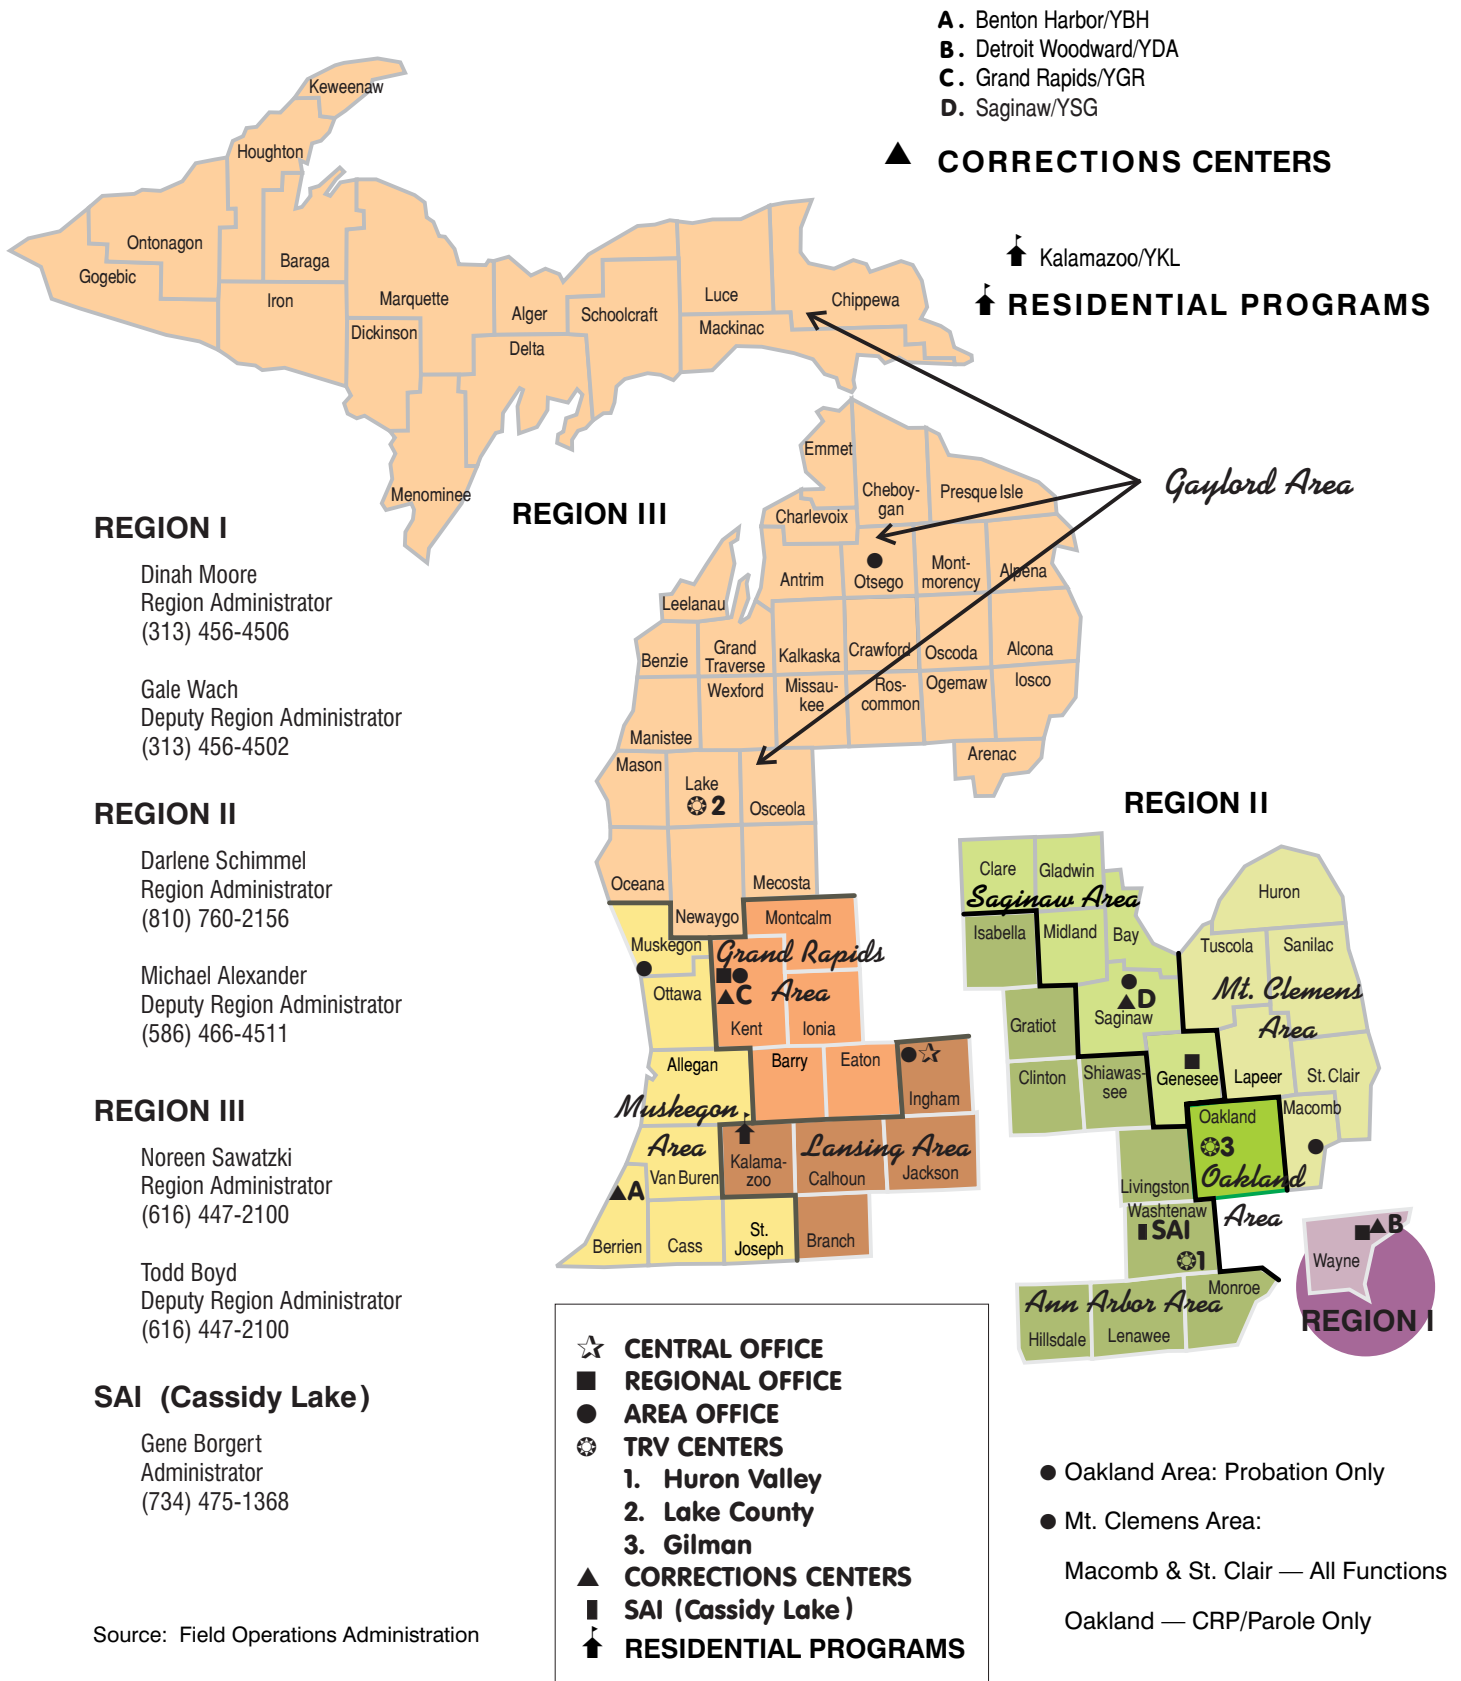 A. Benton Harbor/YBH
B. Detroit Woodward/YDA
C. Grand Rapids/YGR
D. Saginaw/YSG
CORRECTIONS CENTERS
Kalamazoo/YKL
RESIDENTIAL PROGRAMS
Keweenaw
Houghton
Ontonagon
Gogebic
Baraga
Iron
Marquette
Dickinson
Alger
Delta
Schoolcraft
Luce
Mackinac
Chippewa
Menominee
REGION III
Gaylord Area
Emmet
Cheboy-
gan
Presque Isle
Charlevoix
Antrim
Otsego
Mont-
morency
Alpena
Leelanau
Benzie
Grand
Traverse
Kalkaska
Crawford
Oscoda
Alcona
Manistee
Wexford
Missau-
kee
Ros-
common
Ogemaw
Iosco
Arenac
Mason
Lake
2
Osceola
Oceana
Newaygo
Mecosta
Muskegon
Montcalm
Grand Rapids
Area
Ottawa
C
Kent
Ionia
Allegan
Barry
Eaton
Ingham
Muskegon
Area
Van Buren
Kalama-
zoo
Lansing Area
Calhoun
Jackson
A
Berrien
Cass
St.
Joseph
Branch
REGION II
Clare
Gladwin
Saginaw Area
Isabella
Midland
Bay
Huron
Tuscola
Sanilac
Mt. Clemens
Area
D
Saginaw
Gratiot
Clinton
Shiawas-
see
Genesee
Lapeer
St. Clair
Oakland
Macomb
3
Oakland
Area
Livingston
Washtenaw
SAI
1
Ann Arbor Area
Monroe
Hillsdale
Lenawee
B
Wayne
REGION I
REGION I
Dinah Moore
Region Administrator
(313) 456-4506
Gale Wach
Deputy Region Administrator
(313) 456-4502
REGION II
Darlene Schimmel
Region Administrator
(810) 760-2156
Michael Alexander
Deputy Region Administrator
(586) 466-4511
REGION III
Noreen Sawatzki
Region Administrator
(616) 447-2100
Todd Boyd
Deputy Region Administrator
(616) 447-2100
SAI (Cassidy Lake)
Gene Borgert
Administrator
(734) 475-1368
Source: Field Operations Administration
CENTRAL OFFICE
REGIONAL OFFICE
AREA OFFICE
TRV CENTERS
1. Huron Valley
2. Lake County
3. Gilman
CORRECTIONS CENTERS
SAI (Cassidy Lake)
RESIDENTIAL PROGRAMS
Oakland Area: Probation Only
Mt. Clemens Area:
Macomb & St. Clair — All Functions
Oakland — CRP/Parole Only